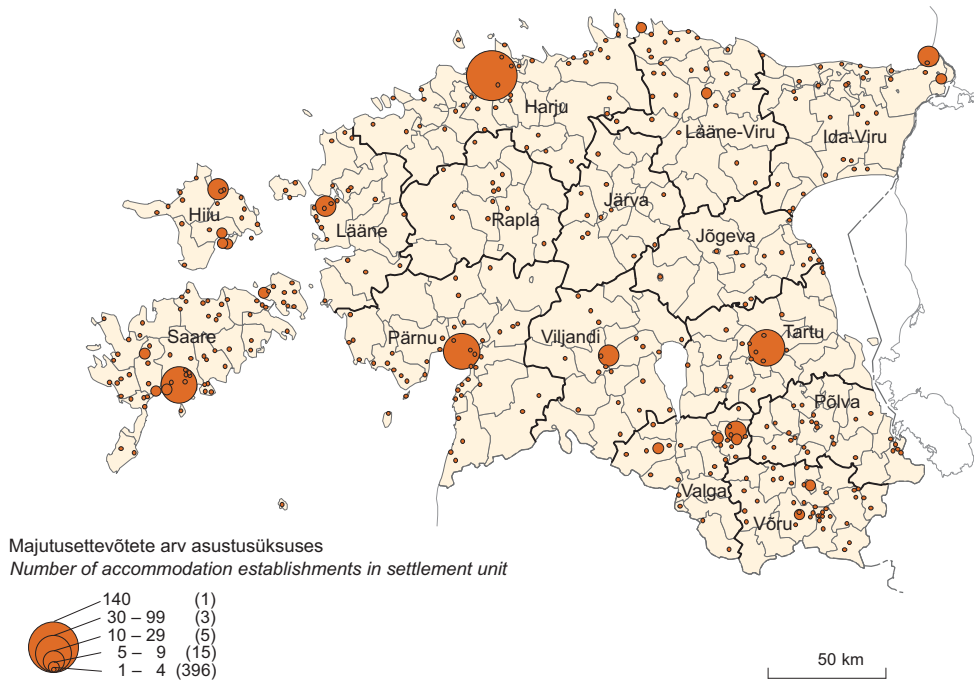 Harju
Lääne-Viru
Ida-Viru
Hiiu
Lääne
Rapla
Järva
Jõgeva
Saare
Pärnu
Viljandi
Tartu
Põlva
Valga
Võru
Majutusettevõtete arv asustusüksuses
Number of accommodation establishments in settlement unit
140 (1)
30 – 99 (3)
10 – 29 (5)
5 – 9 (15)
1 – 4 (396)
50 km